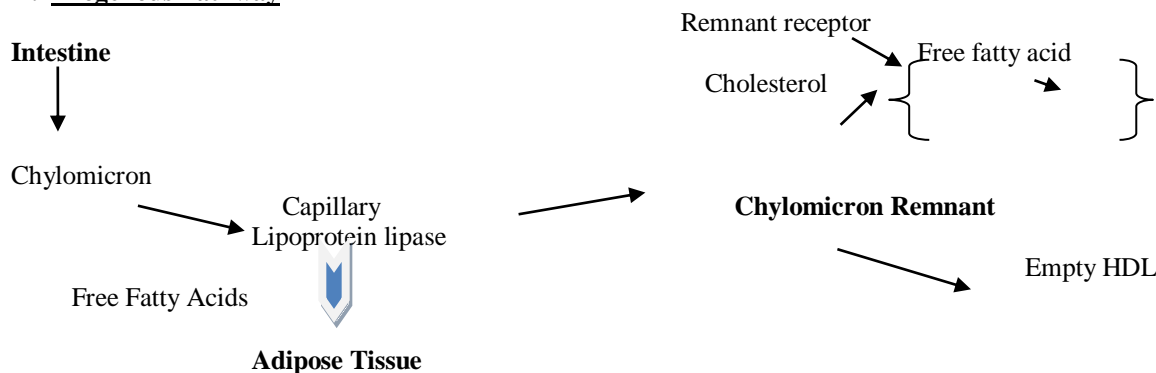 Remnant receptor
Intestine
Free fatty acid
Cholesterol
Chylomicron
Capillary
Lipoprotein lipase
Chylomicron Remnant
Empty HDL
Free Fatty Acids
Adipose Tissue